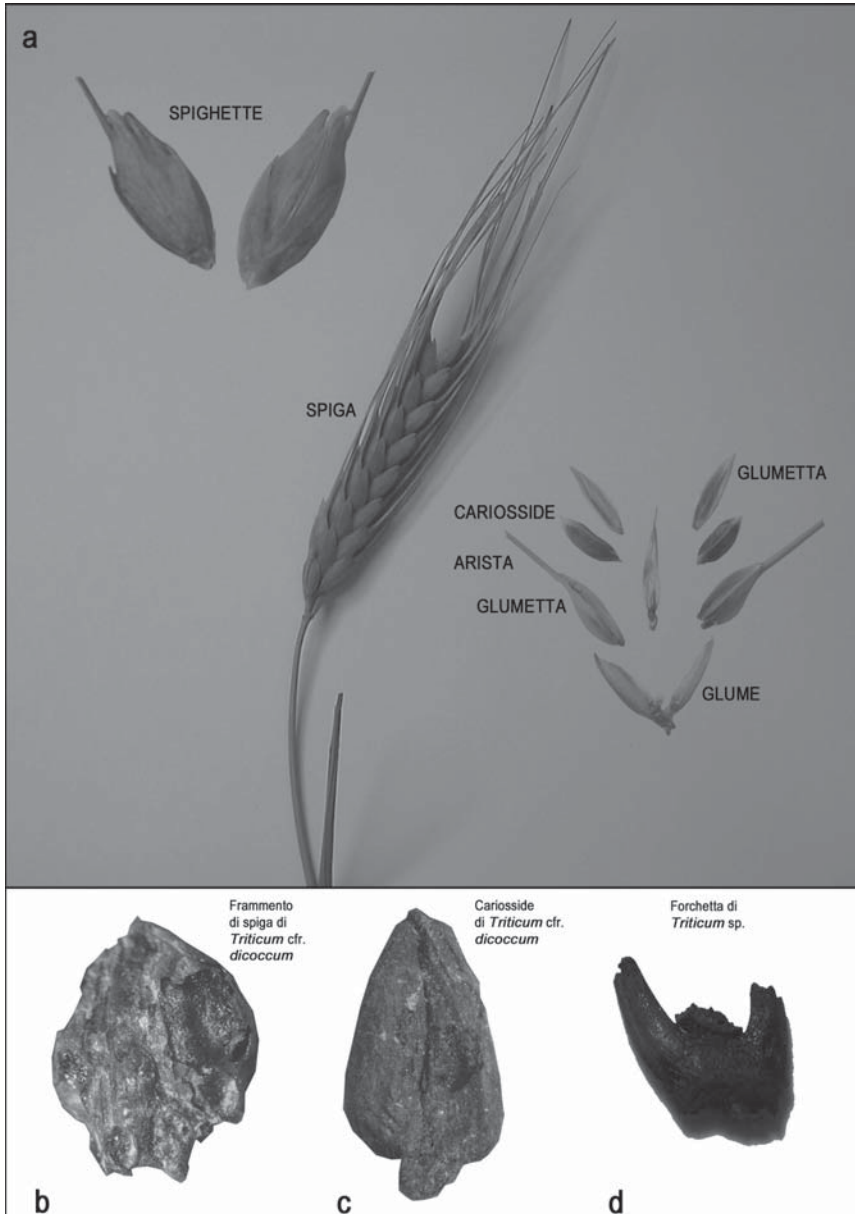 a
SPIGHETTE
SPIGA
GLUMETTA
CARIOSSIDE
ARISTA
GLUMETTA
GLUME
Frammento
di spiga di
Triticum cfr.
dicoccum
Cariosside
di Triticum cfr.
dicoccum
Forchetta di
Triticum sp.
b
c
d